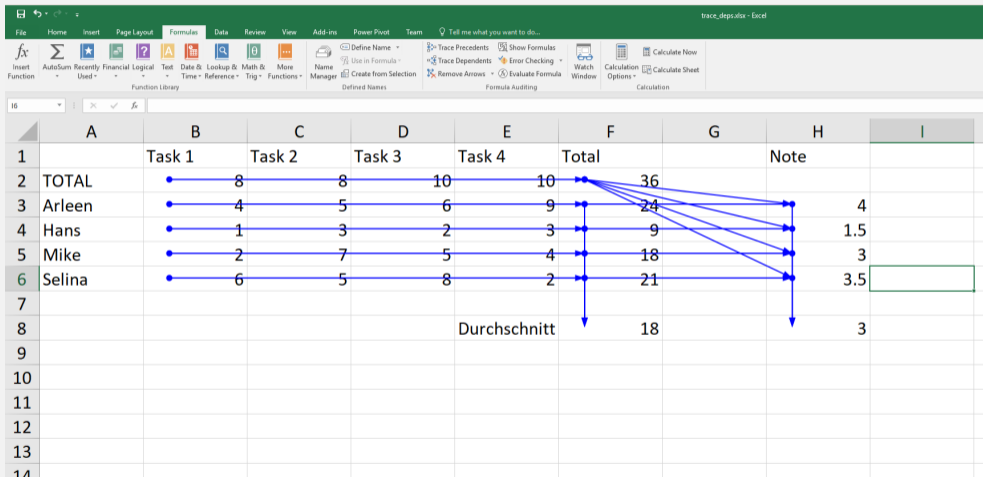 trace_deps.xlsx - Excel
File Home Insert Page Layout Formulas Data Review View Add-ins Power Pivot Team Tell me what you want to do...
fx Insert Function
AutoSum Recently Used Financial Logical Text Date & Time Lookup & Reference Math & Trig More Functions
Function Library
Name Manager Define Name Use in Formula Create from Selection
Defined Names
Trace Precedents Show Formulas
Trace Dependents Error Checking
Remove Arrows Evaluate Formula
Formula Auditing
Watch Window
Calculation Options Calculate Now Calculate Sheet
Calculation
I6 fx
A B C D E F G H I
1 Task 1 Task 2 Task 3 Task 4 Total Note
2 TOTAL 8 8 10 10 36
3 Arleen 4 5 6 9 24 4
4 Hans 1 3 2 3 9 1.5
5 Mike 2 7 5 4 18 3
6 Selina 6 5 8 2 21 3.5
7
8 Durchschnitt 18 3
9
10
11
12
13
14